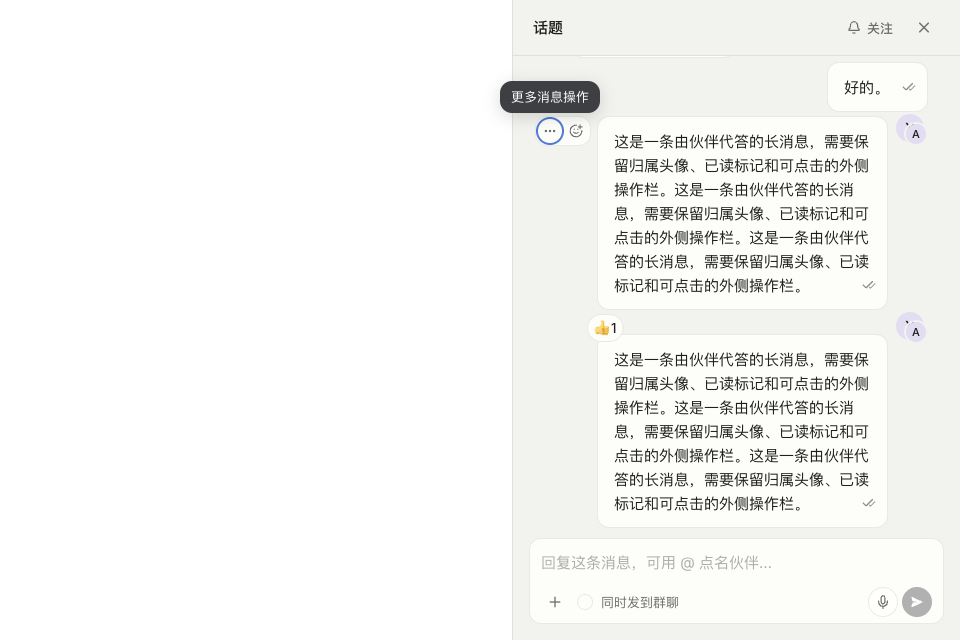 话题
关注
好的。
更多消息操作
这是一条由伙伴代答的长消息，需要保
留归属头像、已读标记和可点击的外侧
操作栏。这是一条由伙伴代答的长消
息，需要保留归属头像、已读标记和可
点击的外侧操作栏。这是一条由伙伴代
答的长消息，需要保留归属头像、已读
标记和可点击的外侧操作栏。
A
👍1
A
这是一条由伙伴代答的长消息，需要保
留归属头像、已读标记和可点击的外侧
操作栏。这是一条由伙伴代答的长消
息，需要保留归属头像、已读标记和可
点击的外侧操作栏。这是一条由伙伴代
答的长消息，需要保留归属头像、已读
标记和可点击的外侧操作栏。
回复这条消息，可用 @ 点名伙伴...
同时发到群聊